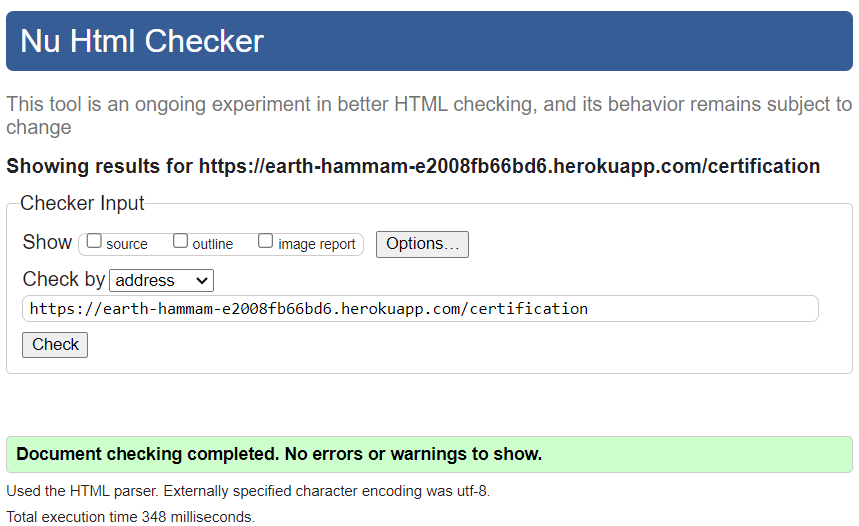 Nu Html Checker
This tool is an ongoing experiment in better HTML checking, and its behavior remains subject to
change
Showing results for https://earth-hammam-e2008fb66bd6.herokuapp.com/certification
Checker Input
Show source outline image report Options...
Check by address
https://earth-hammam-e2008fb66bd6.herokuapp.com/certification
Check
Document checking completed. No errors or warnings to show.
Used the HTML parser. Externally specified character encoding was utf-8.
Total execution time 348 milliseconds.